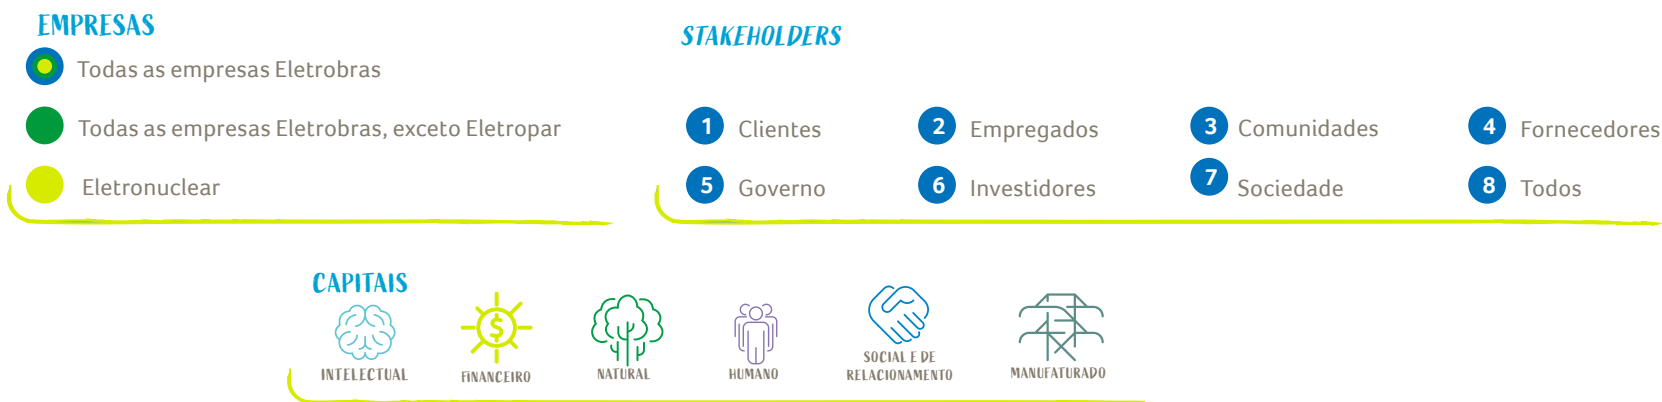 EMPRESAS
Todas as empresas Eletrobras
Todas as empresas Eletrobras, exceto Eletropar
Eletronuclear
STAKEHOLDERS
1 Clientes
2 Empregados
3 Comunidades
4 Fornecedores
5 Governo
6 Investidores
7 Sociedade
8 Todos
CAPITAIS
INTELECTUAL
$
FINANCEIRO
NATURAL
HUMANO
SOCIAL E DE
RELACIONAMENTO
MANUFATURADO